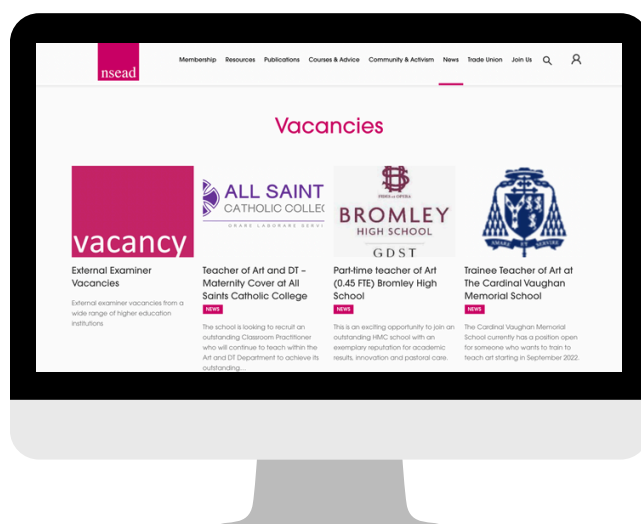 nsead
Membership Resources Publications Courses & Advice Community & Activism News Trade Union Join Us
Vacancies
vacancy
External Examiner
Vacancies
External examiner vacancies from a
wide range of higher education
institutions
ALL SAINT
CATHOLIC COLLE
ORARE LABORARE SERVI
Teacher of Art and DT –
Maternity Cover at All
Saints Catholic College
NEWS
The school is looking to recruit an
outstanding Classroom Practitioner
who will continue to teach within the
Art and DT Department to achieve its
outstanding…
BROMLEY
HIGH SCHOOL
GDST
Part-time teacher of Art
(0.45 FTE) Bromley High
School
NEWS
This is an exciting opportunity to join an
outstanding HMC school with an
exemplary reputation for academic
results, innovation and pastoral care.
Trainee Teacher of Art at
The Cardinal Vaughan
Memorial School
NEWS
The Cardinal Vaughan Memorial
School currently has a position open
for someone who wants to train to
teach art starting in September 2022.